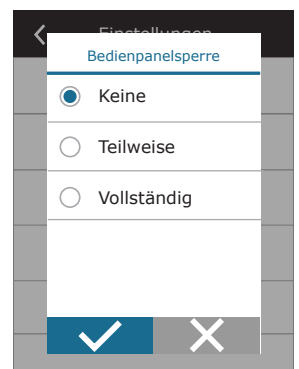 Einstellungen
Bedienpanelsperre
Keine
Teilweise
Vollständig